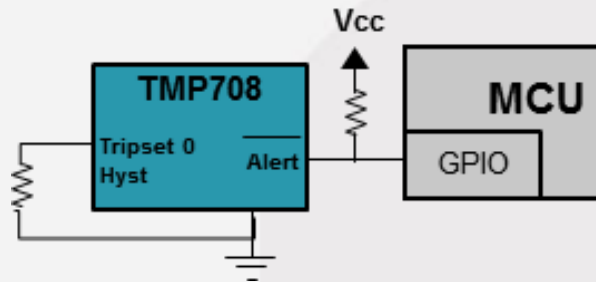 Vcc
TMP708
MCU
Tripset 0
Alert
GPIO
Hyst